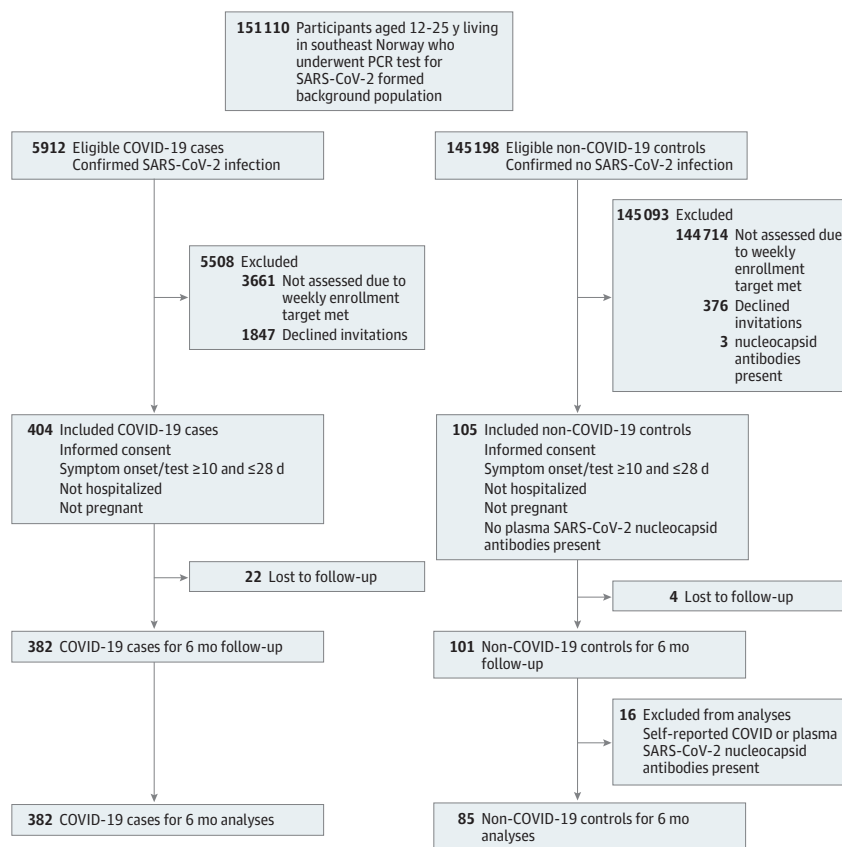 151 110 Participants aged 12-25 y living
in southeast Norway who
underwent PCR test for
SARS-CoV-2 formed
background population
5912 Eligible COVID-19 cases
Confirmed SARS-CoV-2 infection
145 198 Eligible non-COVID-19 controls
Confirmed no SARS-CoV-2 infection
5508 Excluded
3661 Not assessed due to
weekly enrollment
target met
1847 Declined invitations
145 093 Excluded
144 714 Not assessed due
to weekly
enrollment
target met
376 Declined
invitations
3 nucleocapsid
antibodies
present
404 Included COVID-19 cases
Informed consent
Symptom onset/test ≥10 and ≤28 d
Not hospitalized
Not pregnant
105 Included non-COVID-19 controls
Informed consent
Symptom onset/test ≥10 and ≤28 d
Not hospitalized
Not pregnant
No plasma SARS-CoV-2 nucleocapsid
antibodies present
22 Lost to follow-up
4 Lost to follow-up
382 COVID-19 cases for 6 mo follow-up
101 Non-COVID-19 controls for 6 mo
follow-up
16 Excluded from analyses
Self-reported COVID or plasma
SARS-CoV-2 nucleocapsid
antibodies present
382 COVID-19 cases for 6 mo analyses
85 Non-COVID-19 controls for 6 mo
analyses